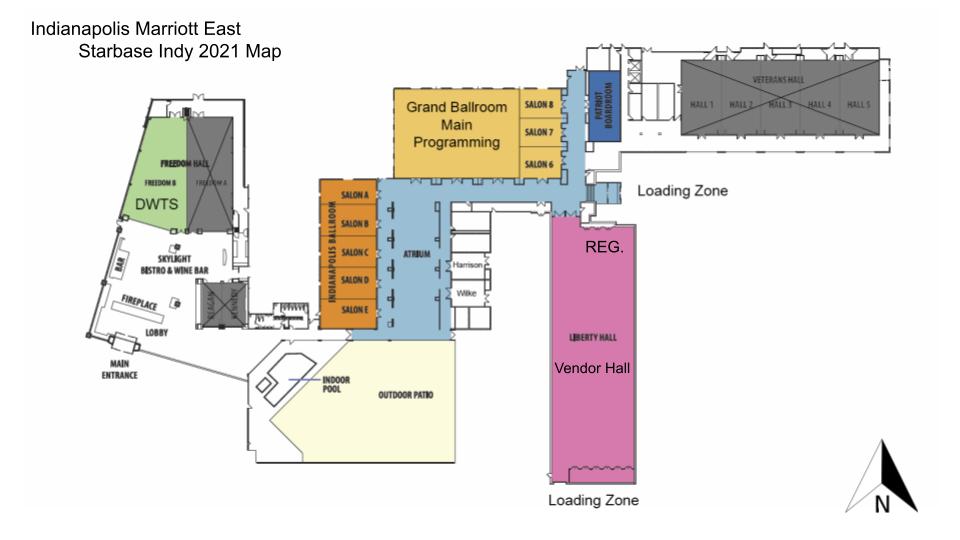 Indianapolis Marriott East
Starbase Indy 2021 Map
VETERANS HALL
HALL 1
HALL 2
HALL 3
HALL 4
HALL 5
PATRIOT
BOARDROOM
Grand Ballroom
Main
Programming
SALON 8
SALON 7
SALON 6
Loading Zone
FREEDOM HALL
FREEDOM B
FREEDOM A
DWTS
INDIANAPOLIS BALLROOM
SALON A
SALON B
SALON C
SALON D
SALON E
ATRIUM
Harrison
Wilke
REG.
LIBERTY HALL
Vendor Hall
Loading Zone
SKYLIGHT
BISTRO & WINE BAR
BAR
FIREPLACE
LOBBY
REAGAN
KENNEDY
MAIN
ENTRANCE
INDOOR
POOL
OUTDOOR PATIO
N